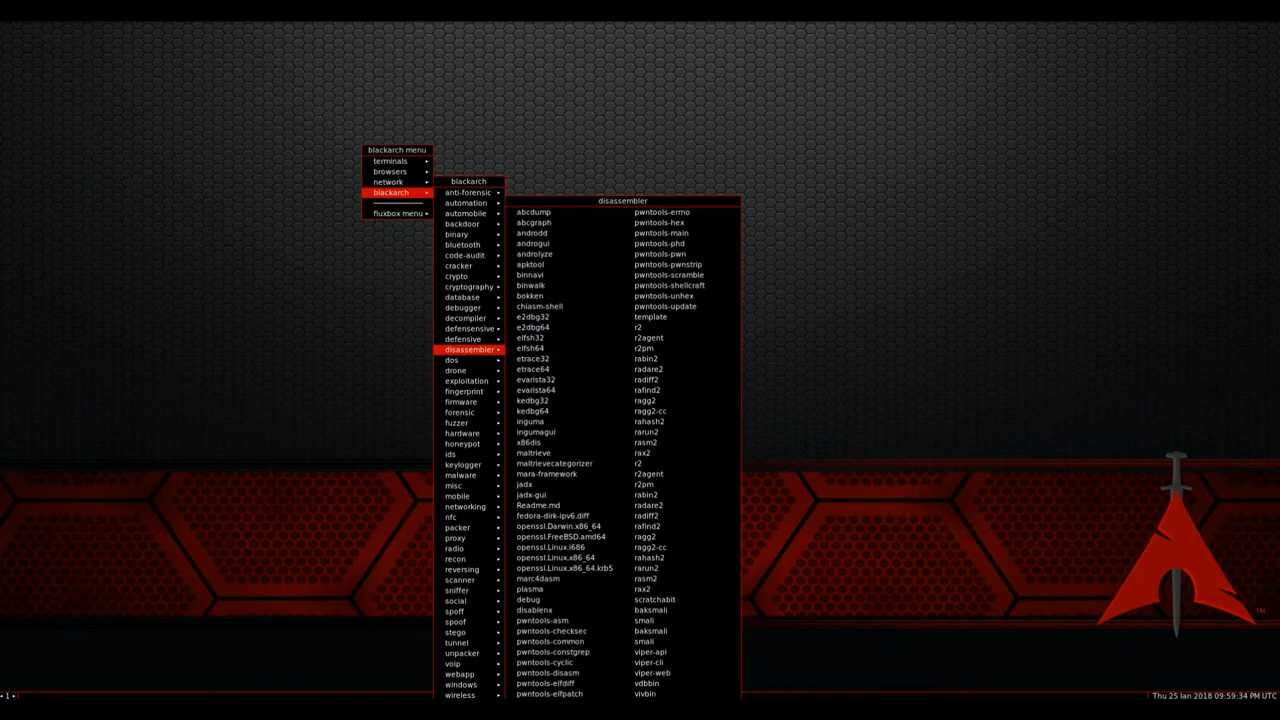 blackarch menu
terminals
browsers
network
blackarch
fluxbox menu
blackarch
anti-forensic
automation
automobile
backdoor
binary
bluetooth
code-audit
cracker
crypto
cryptography
database
debugger
decompiler
defensensive
defensive
disassembler
dos
drone
exploitation
fingerprint
firmware
forensic
fuzzer
hardware
honeypot
ids
keylogger
malware
misc
mobile
networking
nfc
packer
proxy
radio
recon
reversing
scanner
sniffer
social
spoff
spoof
stego
tunnel
unpacker
voip
webapp
windows
wireless
disassembler
abcdump
abcgraph
androdd
androgui
androlyze
apktool
binnavi
binwalk
bokken
chiasm-shell
e2dbg32
e2dbg64
elfsh32
elfsh64
etrace32
etrace64
evarista32
evarista64
kedbg32
kedbg64
inguma
ingumagui
x86dis
maltrieve
maltrievecategorizer
mara-framework
jadx
jadx-gui
Readme.md
fedora-dirk-ipv6.diff
openssl.Darwin.x86_64
openssl.FreeBSD.amd64
openssl.Linux.i686
openssl.Linux.x86_64
openssl.Linux.x86_64.krb5
marc4dasm
plasma
debug
disablenx
pwntools-asm
pwntools-checksec
pwntools-common
pwntools-constgrep
pwntools-cyclic
pwntools-disasm
pwntools-elfdiff
pwntools-elfpatch
pwntools-errno
pwntools-hex
pwntools-main
pwntools-phd
pwntools-pwn
pwntools-pwnstrip
pwntools-scramble
pwntools-shellcraft
pwntools-unhex
pwntools-update
template
r2
r2agent
r2pm
rabin2
radare2
radiff2
rafind2
ragg2
ragg2-cc
rahash2
rarun2
rasm2
rax2
r2
r2agent
r2pm
rabin2
radare2
radiff2
rafind2
ragg2
ragg2-cc
rahash2
rarun2
rasm2
rax2
scratchabit
baksmali
smali
baksmali
smali
viper-api
viper-cli
viper-web
vdbbin
vivbin
TM
1
Thu 25 Jan 2018 09:59:34 PM UTC